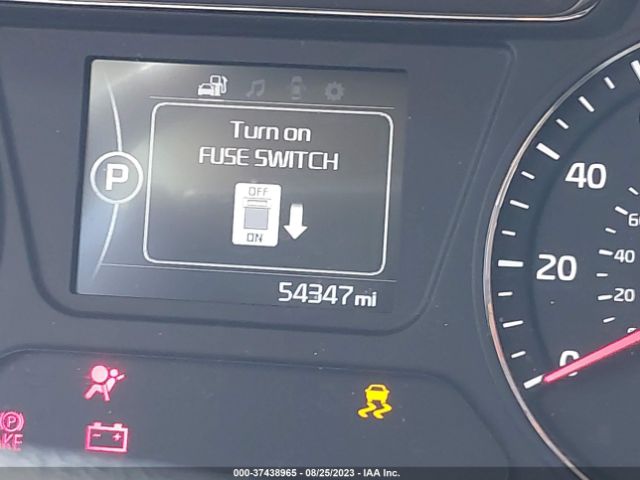 Turn on
FUSE SWITCH
P
OFF
ON
54347mi
40
60
40
20
20
0
P
000-37438965 • 08/25/2023 • IAA Inc.